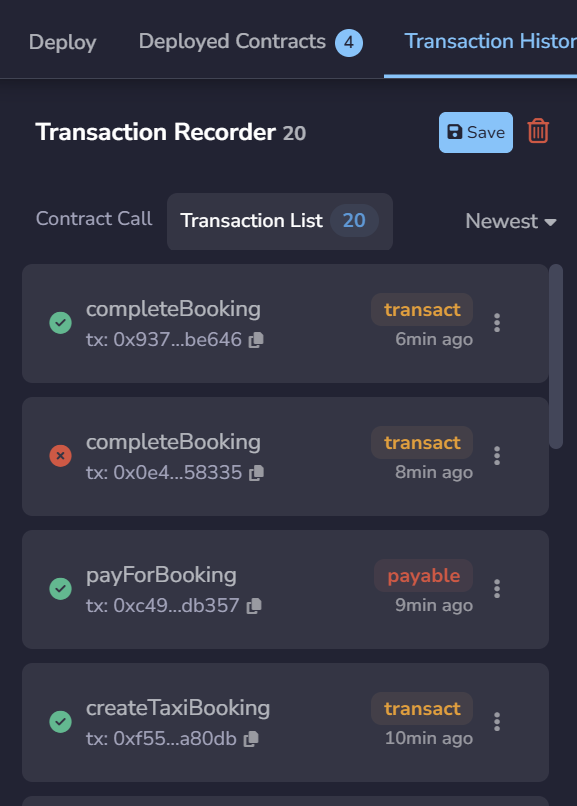 Deploy Deployed Contracts 4 Transaction Histor
Transaction Recorder 20 Save
Contract Call Transaction List 20 Newest
completeBooking transact
tx: 0x937...be646 6min ago
completeBooking transact
tx: 0x0e4...58335 8min ago
payForBooking payable
tx: 0xc49...db357 9min ago
createTaxiBooking transact
tx: 0xf55...a80db 10min ago